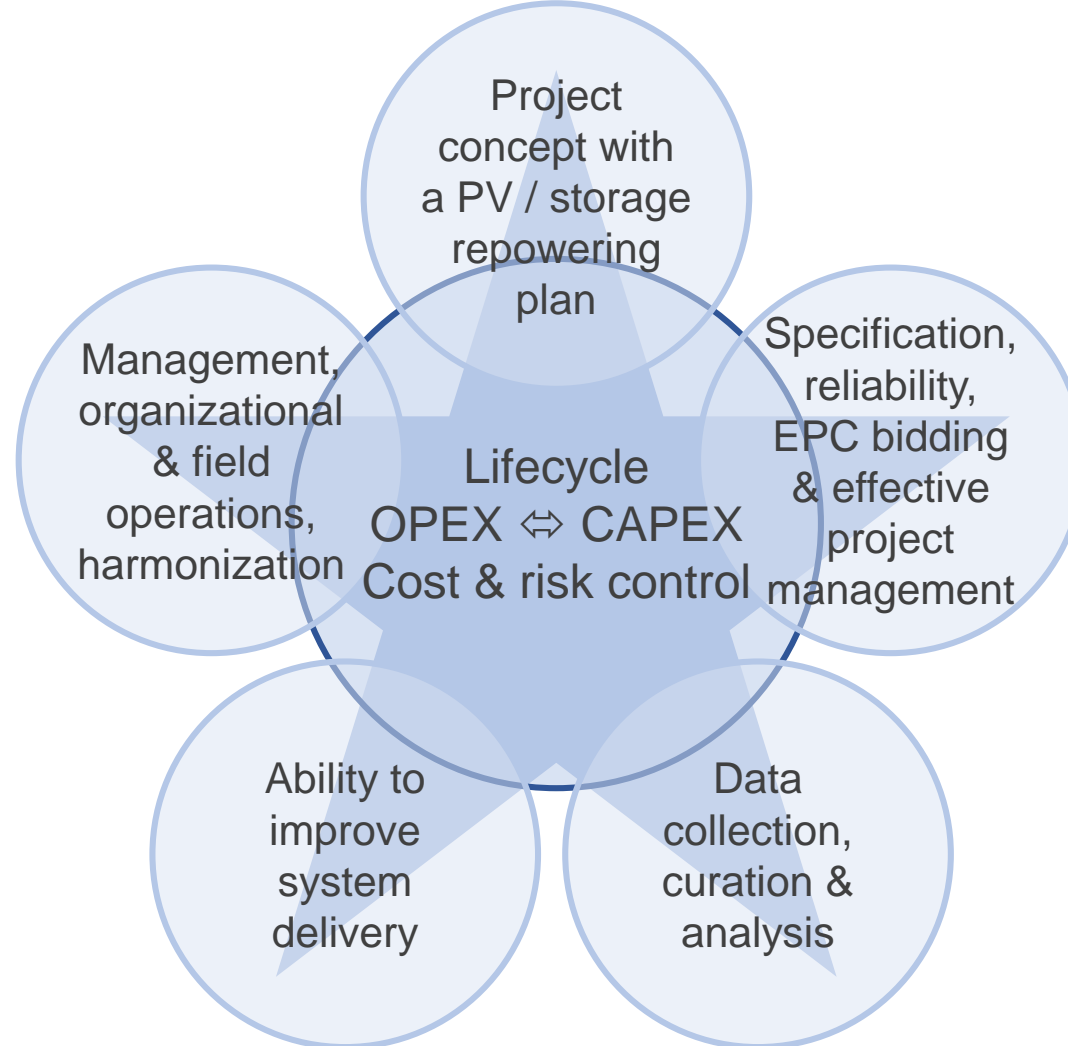 Project
concept with
a PV / storage
repowering
plan
Specification,
reliability,
EPC bidding
& effective
project
management
Management,
organizational
& field
operations,
harmonization
Lifecycle
OPEX ⬄ CAPEX
Cost & risk control
Ability to
improve
system
delivery
Data
collection,
curation &
analysis